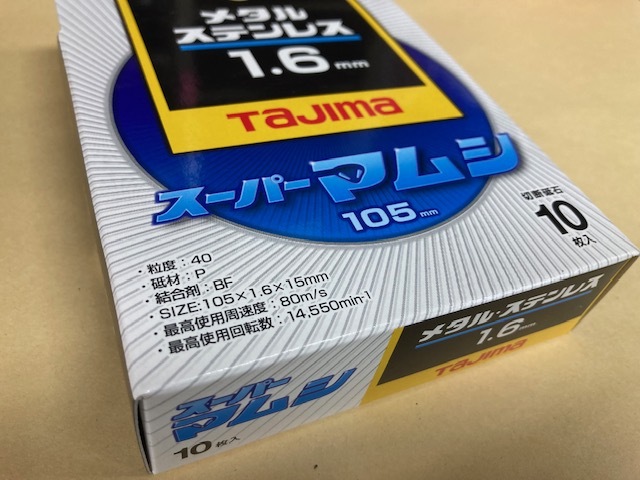 メタル
ステンレス
1.6mm
TaJima
スーパーマムシ
105mm
切断砥石
10枚入
・粒度:40
・砥材:P
・結合剤:BF
・SIZE:105×1.6×15mm
・最高使用周速度:80m/s
・最高使用回転数:14,550min-1
メタル・ステンレス
1.6mm
TaJima
スーパー
マムシ
10枚入